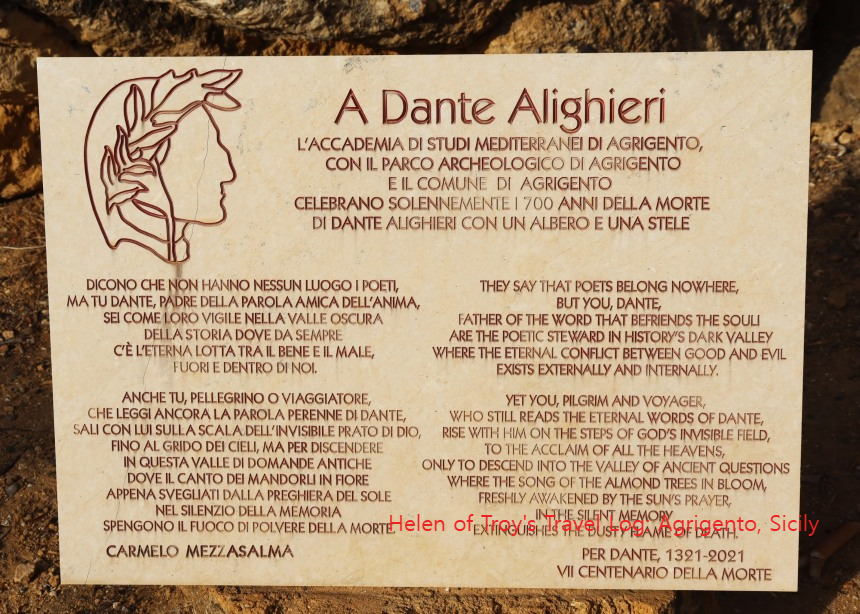 A Dante Alighieri
L'ACCADEMIA DI STUDI MEDITERRANEI DI AGRIGENTO,
CON IL PARCO ARCHEOLOGICO DI AGRIGENTO
E IL COMUNE DI AGRIGENTO
CELEBRANO SOLENNEMENTE I 700 ANNI DELLA MORTE
DI DANTE ALIGHIERI CON UN ALBERO E UNA STELE
DICONO CHE NON HANNO NESSUN LUOGO I POETI,
MA TU DANTE, PADRE DELLA PAROLA AMICA DELL'ANIMA,
SEI COME LORO VIGILE NELLA VALLE OSCURA
DELLA STORIA DOVE DA SEMPRE
C'È L'ETERNA LOTTA TRA IL BENE E IL MALE,
FUORI E DENTRO DI NOI.
ANCHE TU, PELLEGRINO O VIAGGIATORE,
CHE LEGGI ANCORA LA PAROLA PERENNE DI DANTE,
SALI CON LUI SULLA SCALA DELL'INVISIBILE PRATO DI DIO,
FINO AL GRIDO DEI CIELI, MA PER DISCENDERE
IN QUESTA VALLE DI DOMANDE ANTICHE
DOVE IL CANTO DEI MANDORLI IN FIORE
APPENA SVEGLIATI DALLA PREGHIERA DEL SOLE
NEL SILENZIO DELLA MEMORIA
SPENGONO IL FUOCO DI POLVERE DELLA MORTE.
CARMELO MEZZASALMA
THEY SAY THAT POETS BELONG NOWHERE,
BUT YOU, DANTE,
FATHER OF THE WORD THAT BEFRIENDS THE SOULI
ARE THE POETIC STEWARD IN HISTORY'S DARK VALLEY
WHERE THE ETERNAL CONFLICT BETWEEN GOOD AND EVIL
EXISTS EXTERNALLY AND INTERNALLY.
YET YOU, PILGRIM AND VOYAGER,
WHO STILL READS THE ETERNAL WORDS OF DANTE,
RISE WITH HIM ON THE STEPS OF GOD'S INVISIBLE FIELD,
TO THE ACCLAIM OF ALL THE HEAVENS,
ONLY TO DESCEND INTO THE VALLEY OF ANCIENT QUESTIONS
WHERE THE SONG OF THE ALMOND TREES IN BLOOM,
FRESHLY AWAKENED BY THE SUN'S PRAYER,
IN THE SILENT MEMORY
EXTINGUISHES THE DUSTY FLAME OF DEATH.
PER DANTE, 1321-2021
VII CENTENARIO DELLA MORTE
Helen of Troy's Travel Log, Agrigento, Sicily